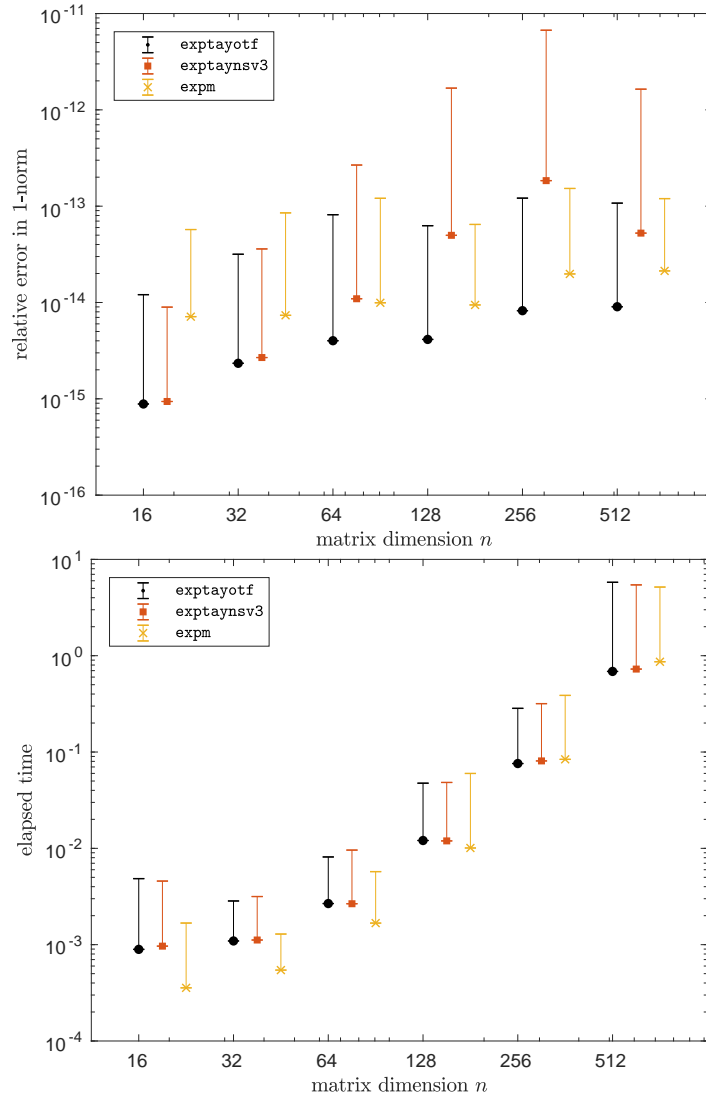 10^-11
exptayotf
exptaynsv3
expm
10^-12
10^-13
10^-14
10^-15
10^-16
relative error in 1-norm
16 32 64 128 256 512
matrix dimension n
10^1
exptayotf
exptaynsv3
expm
10^0
10^-1
10^-2
10^-3
10^-4
elapsed time
16 32 64 128 256 512
matrix dimension n